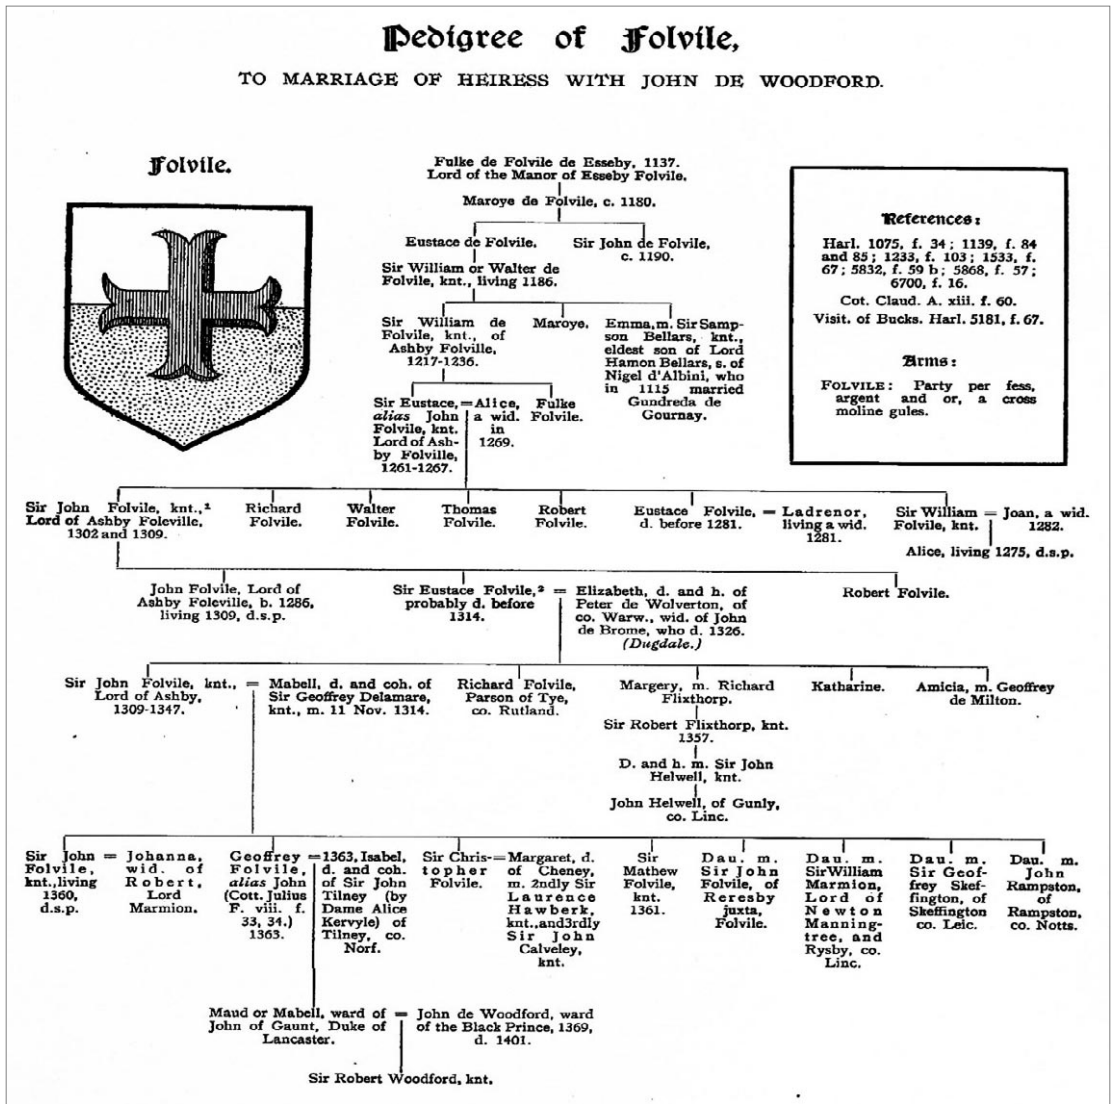 Pedigree of Folvile,
TO MARRIAGE OF HEIRESS WITH JOHN DE WOODFORD.
Folvile.
Fulke de Folvile de Esseby, 1137.
Lord of the Manor of Esseby Folvile.
Maroye de Folvile, c. 1180.
Eustace de Folvile.
Sir John de Folvile,
c. 1190.
Sir William or Walter de
Folvile, knt., living 1186.
Sir William de
Folvile, knt., of
Ashby Folville,
1217-1236.
Maroye.
Emma, m. Sir Samp-
son Bellars, knt.,
eldest son of Lord
Hamon Bellars, s. of
Nigel d'Albini, who
in 1115 married
Gundreda de
Gournay.
Sir Eustace,
alias John
Folvile, knt.
Lord of Ash-
by Folville,
1261-1267.
= Alice,
a wid.
in
1269.
Fulke
Folvile.
References:
Harl. 1075, f. 34; 1139, f. 84
and 85; 1233, f. 103; 1533, f.
67; 5832, f. 59 b; 5868, f. 57;
6700, f. 16.
Cot. Claud. A. xiii. f. 60.
Visit. of Bucks. Harl. 5181, f. 67.
Arms:
FOLVILE: Party per fess,
argent and or, a cross
moline gules.
Sir John Folvile, knt.,¹
Lord of Ashby Foleville,
1302 and 1309.
Richard
Folvile.
Walter
Folvile.
Thomas
Folvile.
Robert
Folvile.
Eustace Folvile,
d. before 1281.
= Ladrenor,
living a wid.
1281.
Sir William
Folvile, knt.
= Joan, a wid.
1282.
Alice, living 1275, d.s.p.
John Folvile, Lord of
Ashby Foleville, b. 1286,
living 1309, d.s.p.
Sir Eustace Folvile,²
probably d. before
1314.
= Elizabeth, d. and h. of
Peter de Wolverton, of
co. Warw., wid. of John
de Brome, who d. 1326.
(Dugdale.)
Robert Folvile.
Sir John Folvile, knt.,
Lord of Ashby,
1309-1347.
= Mabell, d. and coh. of
Sir Geoffrey Delamare,
knt., m. 11 Nov. 1314.
Richard Folvile,
Parson of Tye,
co. Rutland.
Margery, m. Richard
Flixthorp.
Sir Robert Flixthorp, knt.
1357.
D. and h. m. Sir John
Helwell, knt.
John Helwell, of Gunly,
co. Linc.
Katharine.
Amicia, m. Geoffrey
de Milton.
Sir John
Folvile,
knt., living
1360,
d.s.p.
= Johanna,
wid. of
Robert,
Lord
Marmion.
Geoffrey
Folvile,
alias John
(Cott. Julius
F. viii. f.
33, 34.)
1363.
= 1363, Isabel,
d. and coh.
of Sir John
Tilney (by
Dame Alice
Kervyle) of
Tilney, co.
Norf.
Sir Chris-
topher
Folvile.
= Margaret, d.
of Cheney,
m. 2ndly Sir
Laurence
Hawberk,
knt., and 3rdly
Sir John
Calveley,
knt.
Sir
Mathew
Folvile,
knt.
1361.
Dau. m.
Sir John
Folvile, of
Reresby
juxta,
Folvile.
Dau. m.
Sir William
Marmion,
Lord of
Newton
Manning-
tree, and
Rysby, co.
Linc.
Dau. m.
Sir Geof-
frey Skef-
fington, of
Skeffington
co. Leic.
Dau. m.
John
Rampston,
of
Rampston,
co. Notts.
Maud or Mabell, ward of
John of Gaunt, Duke of
Lancaster.
= John de Woodford, ward
of the Black Prince, 1369,
d. 1401.
Sir Robert Woodford, knt.